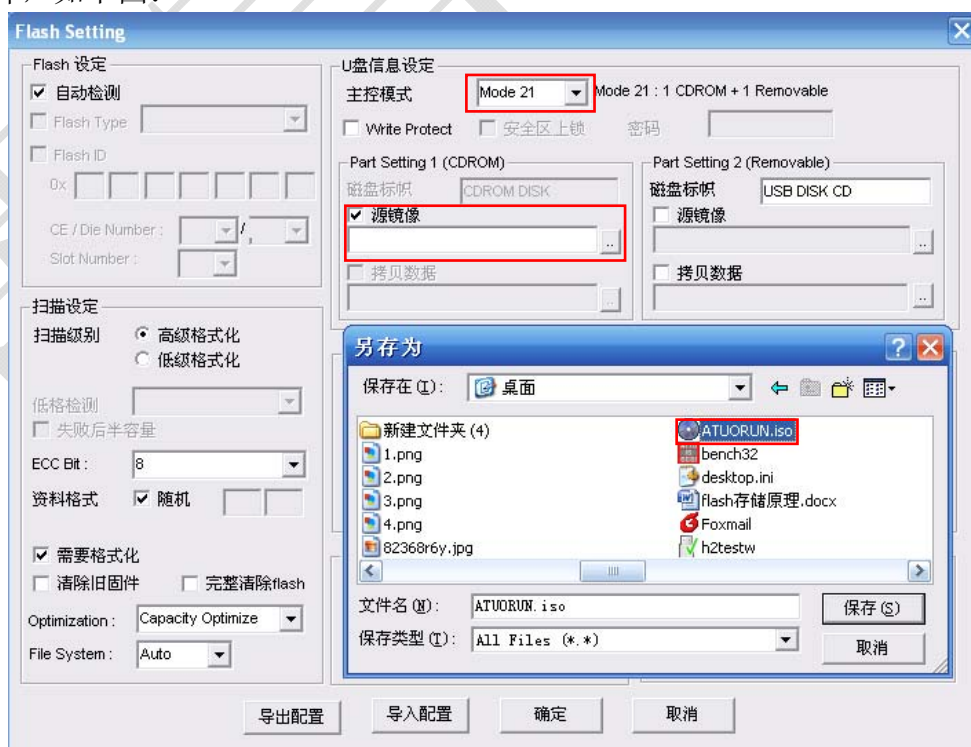 如下图:
Flash Setting
Flash 设定
自动检测
Flash Type
Flash ID
0x
CE / Die Number : / ,
Slot Number :
扫描设定
扫描级别 高级格式化
低级格式化
低格检测
失败后半容量
ECC Bit : 8
资料格式 随机
需要格式化
清除旧固件 完整清除flash
Optimization : Capacity Optimize
File System : Auto
U盘信息设定
主控模式 Mode 21 Mode 21 : 1 CDROM + 1 Removable
Write Protect 安全区上锁 密码
Part Setting 1 (CDROM)
磁盘标帜 CDROM DISK
源镜像
..
拷贝数据
..
Part Setting 2 (Removable)
磁盘标帜 USB DISK CD
源镜像
..
拷贝数据
..
另存为
保存在(I): 桌面
新建文件夹 (4)
1.png
2.png
3.png
4.png
82368r6y.jpg
ATUORUN.iso
bench32
desktop.ini
flash存储原理.docx
Foxmail
h2testw
文件名(N): ATUORUN.iso 保存(S)
保存类型(T): All Files (*.*) 取消
导出配置 导入配置 确定 取消